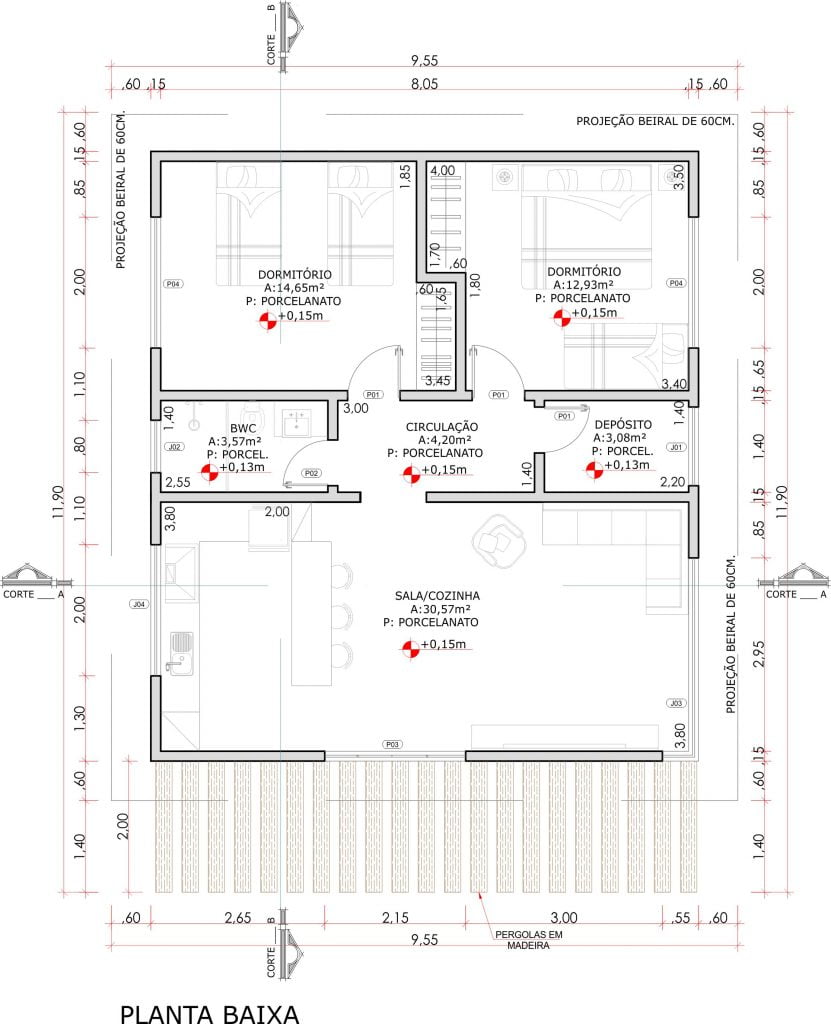 B
CORTE
9,55
,60 ,15 8,05 ,15 ,60
PROJEÇÃO BEIRAL DE 60CM.
PROJEÇÃO BEIRAL DE 60CM.
,60
,15
,85
2,00
1,10
,80
1,10
2,00
1,30
,60
1,40
11,90
2,00
1,85
4,00
3,50
1,70
,60
1,80
DORMITÓRIO
A:14,65m²
P: PORCELANATO
+0,15m
P04
,60
1,65
3,45
DORMITÓRIO
A:12,93m²
P: PORCELANATO
+0,15m
P04
3,40
P01
P01
3,00
1,40
BWC
A:3,57m²
P: PORCEL.
+0,13m
J02
2,55
P02
CIRCULAÇÃO
A:4,20m²
P: PORCELANATO
+0,15m
1,40
P01
DEPÓSITO
A:3,08m²
P: PORCEL.
+0,13m
1,40
J01
2,20
3,80
2,00
SALA/COZINHA
A:30,57m²
P: PORCELANATO
+0,15m
J04
J03
3,80
P03
,60
,15
,85
2,00
,65
,15
1,40
,15
,85
2,95
,15
,60
1,40
11,90
PROJEÇÃO BEIRAL DE 60CM.
CORTE A
CORTE A
,60 2,65 2,15 3,00 ,55 ,60
9,55
PERGOLAS EM
MADEIRA
B
CORTE
PLANTA BAIXA